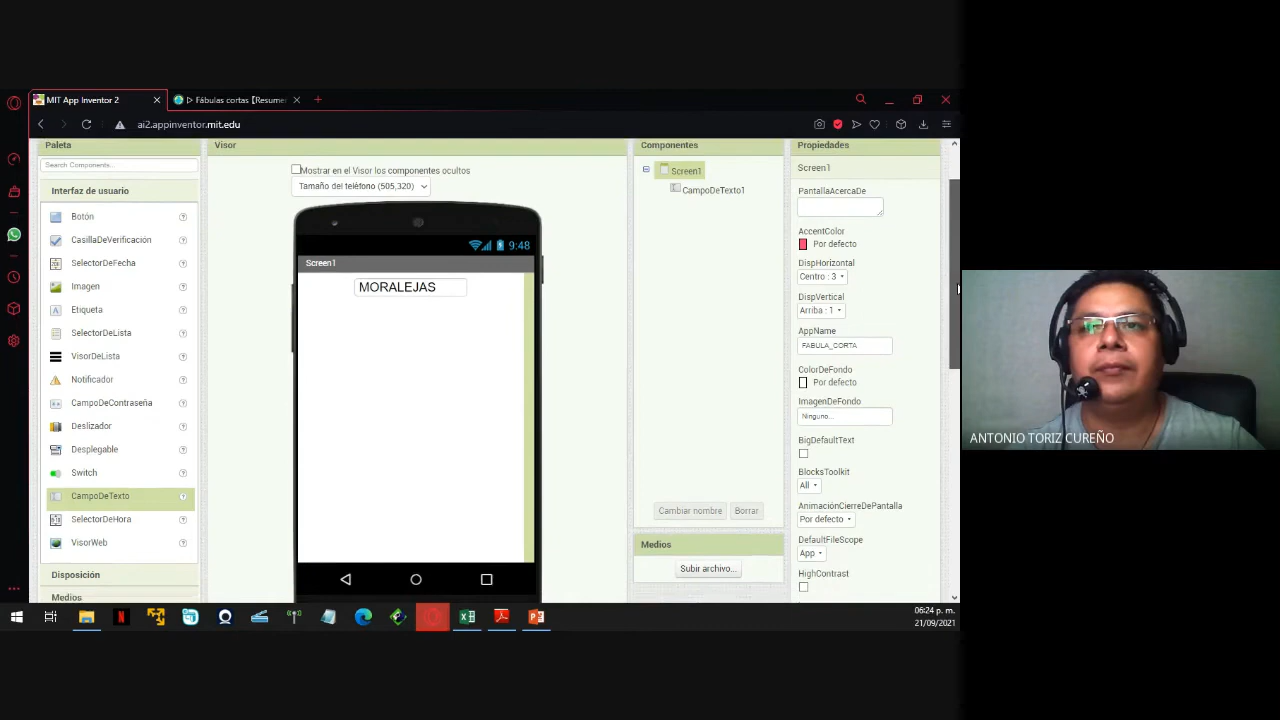 MIT App Inventor 2
Fábulas cortas【Resume
ai2.appinventor.mit.edu
Paleta
Search Components...
Interfaz de usuario
Botón
CasillaDeVerificación
SelectorDeFecha
Imagen
Etiqueta
SelectorDeLista
VisorDeLista
Notificador
CampoDeContraseña
Deslizador
Desplegable
Switch
CampoDeTexto
SelectorDeHora
VisorWeb
Disposición
Medios
Visor
Mostrar en el Visor los componentes ocultos
Tamaño del teléfono (505,320)
9:48
Screen1
MORALEJAS
Componentes
Screen1
CampoDeTexto1
Cambiar nombre
Borrar
Medios
Subir archivo...
Propiedades
Screen1
PantallaAcercaDe
AccentColor
Por defecto
DispHorizontal
Centro : 3
DispVertical
Arriba : 1
AppName
FABULA_CORTA
ColorDeFondo
Por defecto
ImagenDeFondo
Ninguno...
BigDefaultText
BlocksToolkit
All
AnimaciónCierreDePantalla
Por defecto
DefaultFileScope
App
HighContrast
06:24 p. m.
21/09/2021
ANTONIO TORIZ CUREÑO